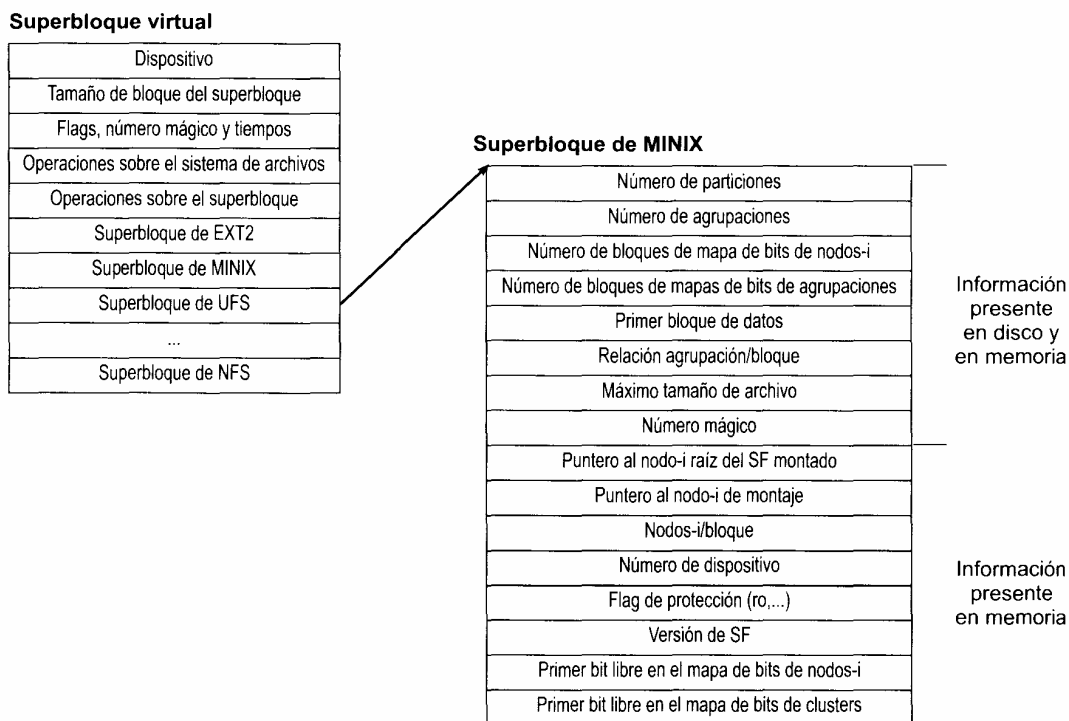 Superbloque virtual
Dispositivo
Tamaño de bloque del superbloque
Flags, número mágico y tiempos
Operaciones sobre el sistema de archivos
Operaciones sobre el superbloque
Superbloque de EXT2
Superbloque de MINIX
Superbloque de UFS
...
Superbloque de NFS
Superbloque de MINIX
Número de particiones
Número de agrupaciones
Número de bloques de mapa de bits de nodos-i
Número de bloques de mapas de bits de agrupaciones
Primer bloque de datos
Relación agrupación/bloque
Máximo tamaño de archivo
Número mágico
Puntero al nodo-i raíz del SF montado
Puntero al nodo-i de montaje
Nodos-i/bloque
Número de dispositivo
Flag de protección (ro,...)
Versión de SF
Primer bit libre en el mapa de bits de nodos-i
Primer bit libre en el mapa de bits de clusters
Información
presente
en disco y
en memoria
Información
presente
en memoria